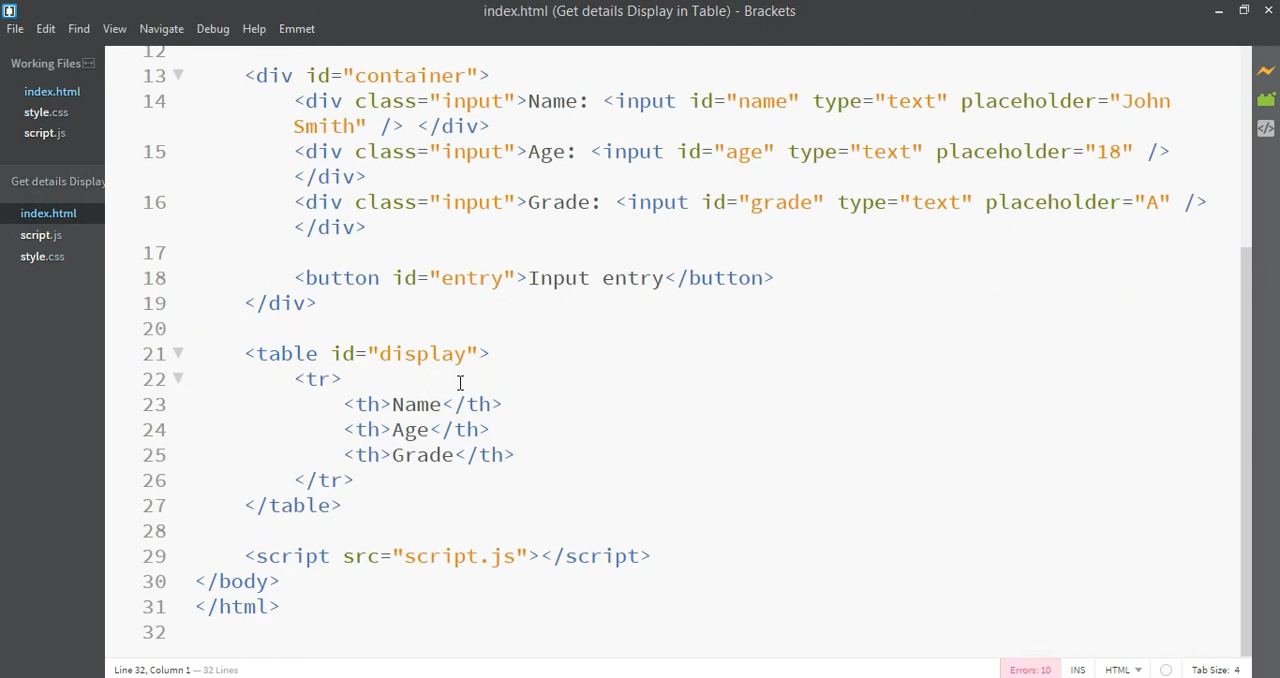 index.html (Get details Display in Table) - Brackets
File Edit Find View Navigate Debug Help Emmet
Working Files
index.html
style.css
script.js
Get details Display
index.html
script.js
style.css
12
13 <div id="container">
14 <div class="input">Name: <input id="name" type="text" placeholder="John
Smith" /> </div>
15 <div class="input">Age: <input id="age" type="text" placeholder="18" />
</div>
16 <div class="input">Grade: <input id="grade" type="text" placeholder="A" />
</div>
17
18 <button id="entry">Input entry</button>
19 </div>
20
21 <table id="display">
22 <tr>
23 <th>Name</th>
24 <th>Age</th>
25 <th>Grade</th>
26 </tr>
27 </table>
28
29 <script src="script.js"></script>
30 </body>
31 </html>
32
Line 32, Column 1 — 32 Lines
Errors: 10 INS HTML Tab Size: 4